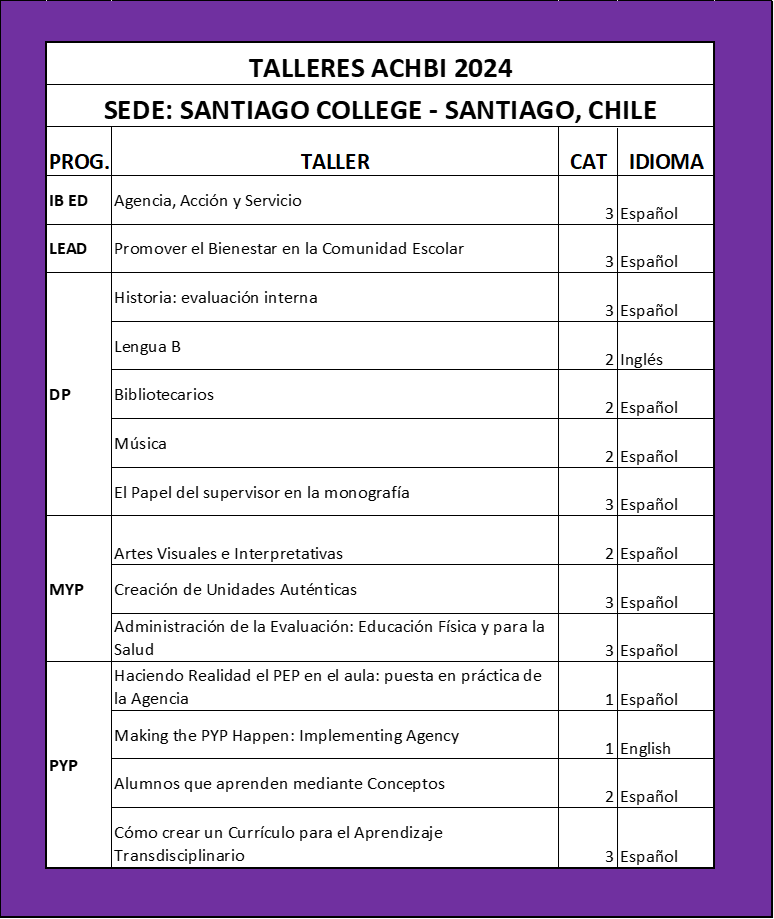 TALLERES ACHBI 2024
SEDE: SANTIAGO COLLEGE - SANTIAGO, CHILE
PROG. TALLER CAT IDIOMA
IB ED Agencia, Acción y Servicio 3 Español
LEAD Promover el Bienestar en la Comunidad Escolar 3 Español
DP
Historia: evaluación interna 3 Español
Lengua B 2 Inglés
Bibliotecarios 2 Español
Música 2 Español
El Papel del supervisor en la monografía 3 Español
MYP
Artes Visuales e Interpretativas 2 Español
Creación de Unidades Auténticas 3 Español
Administración de la Evaluación: Educación Física y para la
Salud 3 Español
PYP
Haciendo Realidad el PEP en el aula: puesta en práctica de
la Agencia 1 Español
Making the PYP Happen: Implementing Agency 1 English
Alumnos que aprenden mediante Conceptos 2 Español
Cómo crear un Currículo para el Aprendizaje
Transdisciplinario 3 Español